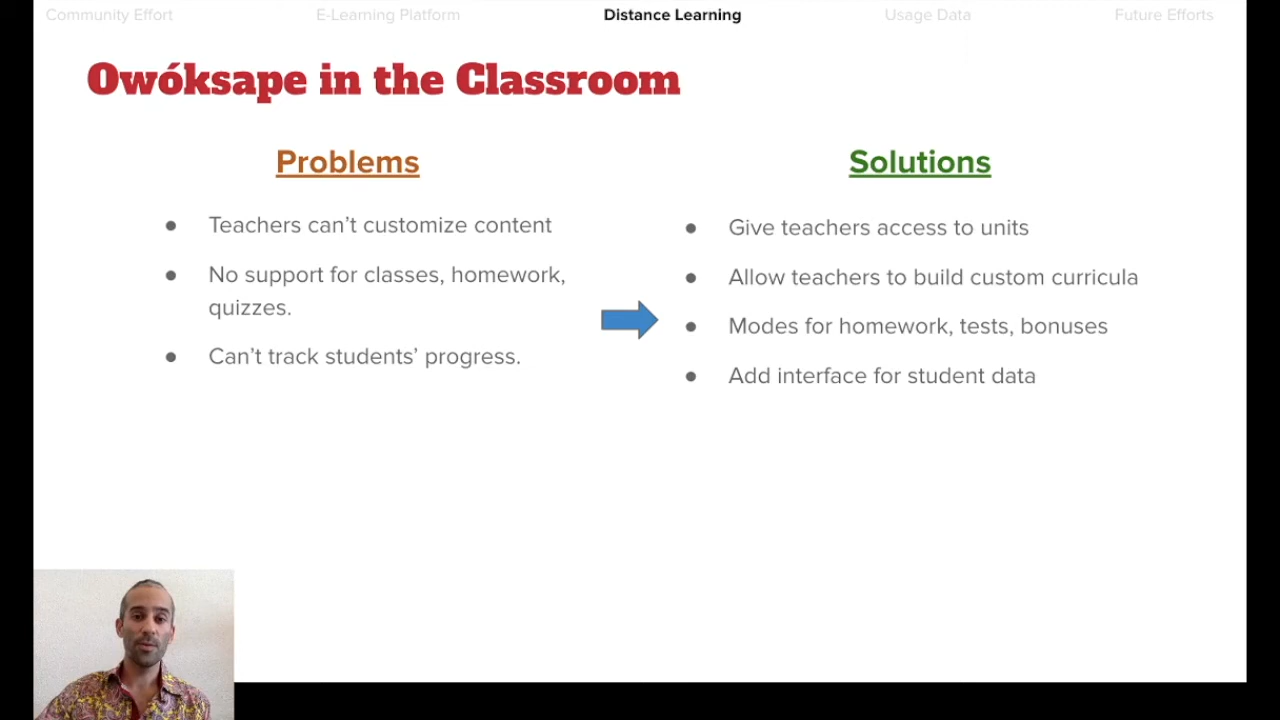 Community Effort
E-Learning Platform
Distance Learning
Usage Data
Future Efforts
Owóksape in the Classroom
Problems
● Teachers can’t customize content
● No support for classes, homework,
quizzes.
● Can’t track students’ progress.
Solutions
● Give teachers access to units
● Allow teachers to build custom curricula
● Modes for homework, tests, bonuses
● Add interface for student data